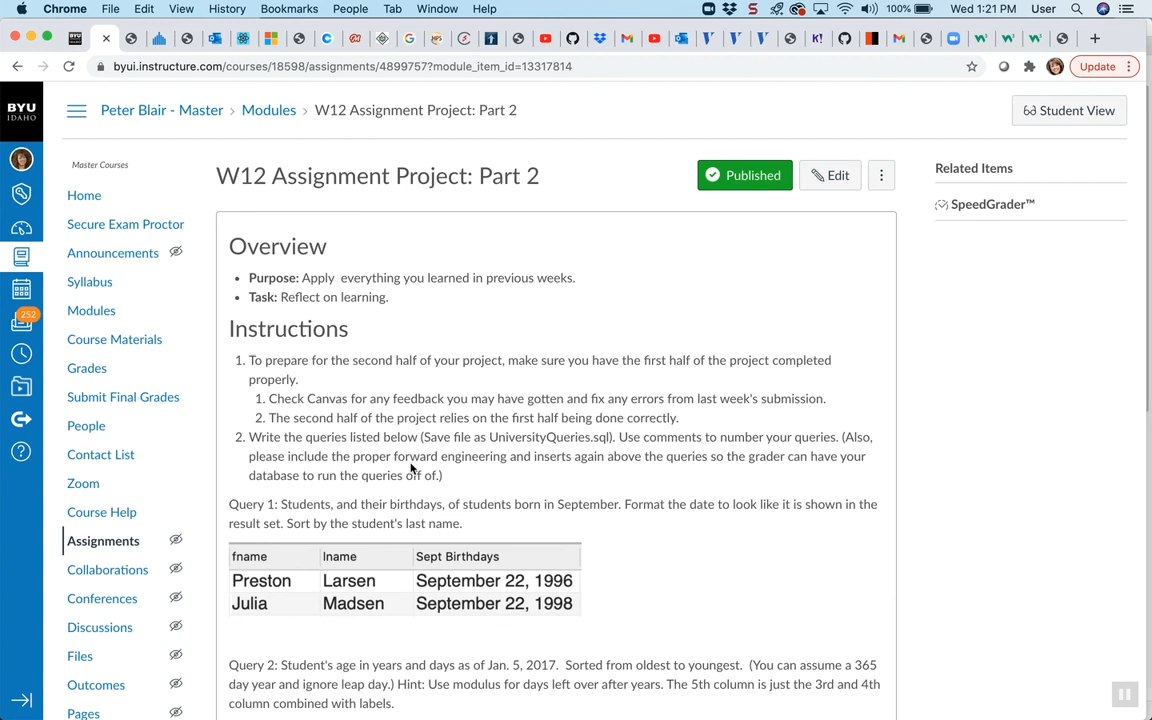 Chrome File Edit View History Bookmarks People Tab Window Help 100% Wed 1:21 PM User
byui.instructure.com/courses/18598/assignments/4899757?module_item_id=13317814 Update
BYU
IDAHO
Peter Blair - Master > Modules > W12 Assignment Project: Part 2 Student View
Master Courses
Home
Secure Exam Proctor
Announcements
Syllabus
Modules
Course Materials
Grades
Submit Final Grades
People
Contact List
Zoom
Course Help
Assignments
Collaborations
Conferences
Discussions
Files
Outcomes
Pages
252
W12 Assignment Project: Part 2 Published Edit
Overview
• Purpose: Apply everything you learned in previous weeks.
• Task: Reflect on learning.
Instructions
1. To prepare for the second half of your project, make sure you have the first half of the project completed
properly.
1. Check Canvas for any feedback you may have gotten and fix any errors from last week's submission.
2. The second half of the project relies on the first half being done correctly.
2. Write the queries listed below (Save file as UniversityQueries.sql). Use comments to number your queries. (Also,
please include the proper forward engineering and inserts again above the queries so the grader can have your
database to run the queries off of.)
Query 1: Students, and their birthdays, of students born in September. Format the date to look like it is shown in the
result set. Sort by the student's last name.
fname lname Sept Birthdays
Preston Larsen September 22, 1996
Julia Madsen September 22, 1998
Query 2: Student's age in years and days as of Jan. 5, 2017. Sorted from oldest to youngest. (You can assume a 365
day year and ignore leap day.) Hint: Use modulus for days left over after years. The 5th column is just the 3rd and 4th
column combined with labels.
Related Items
SpeedGrader™